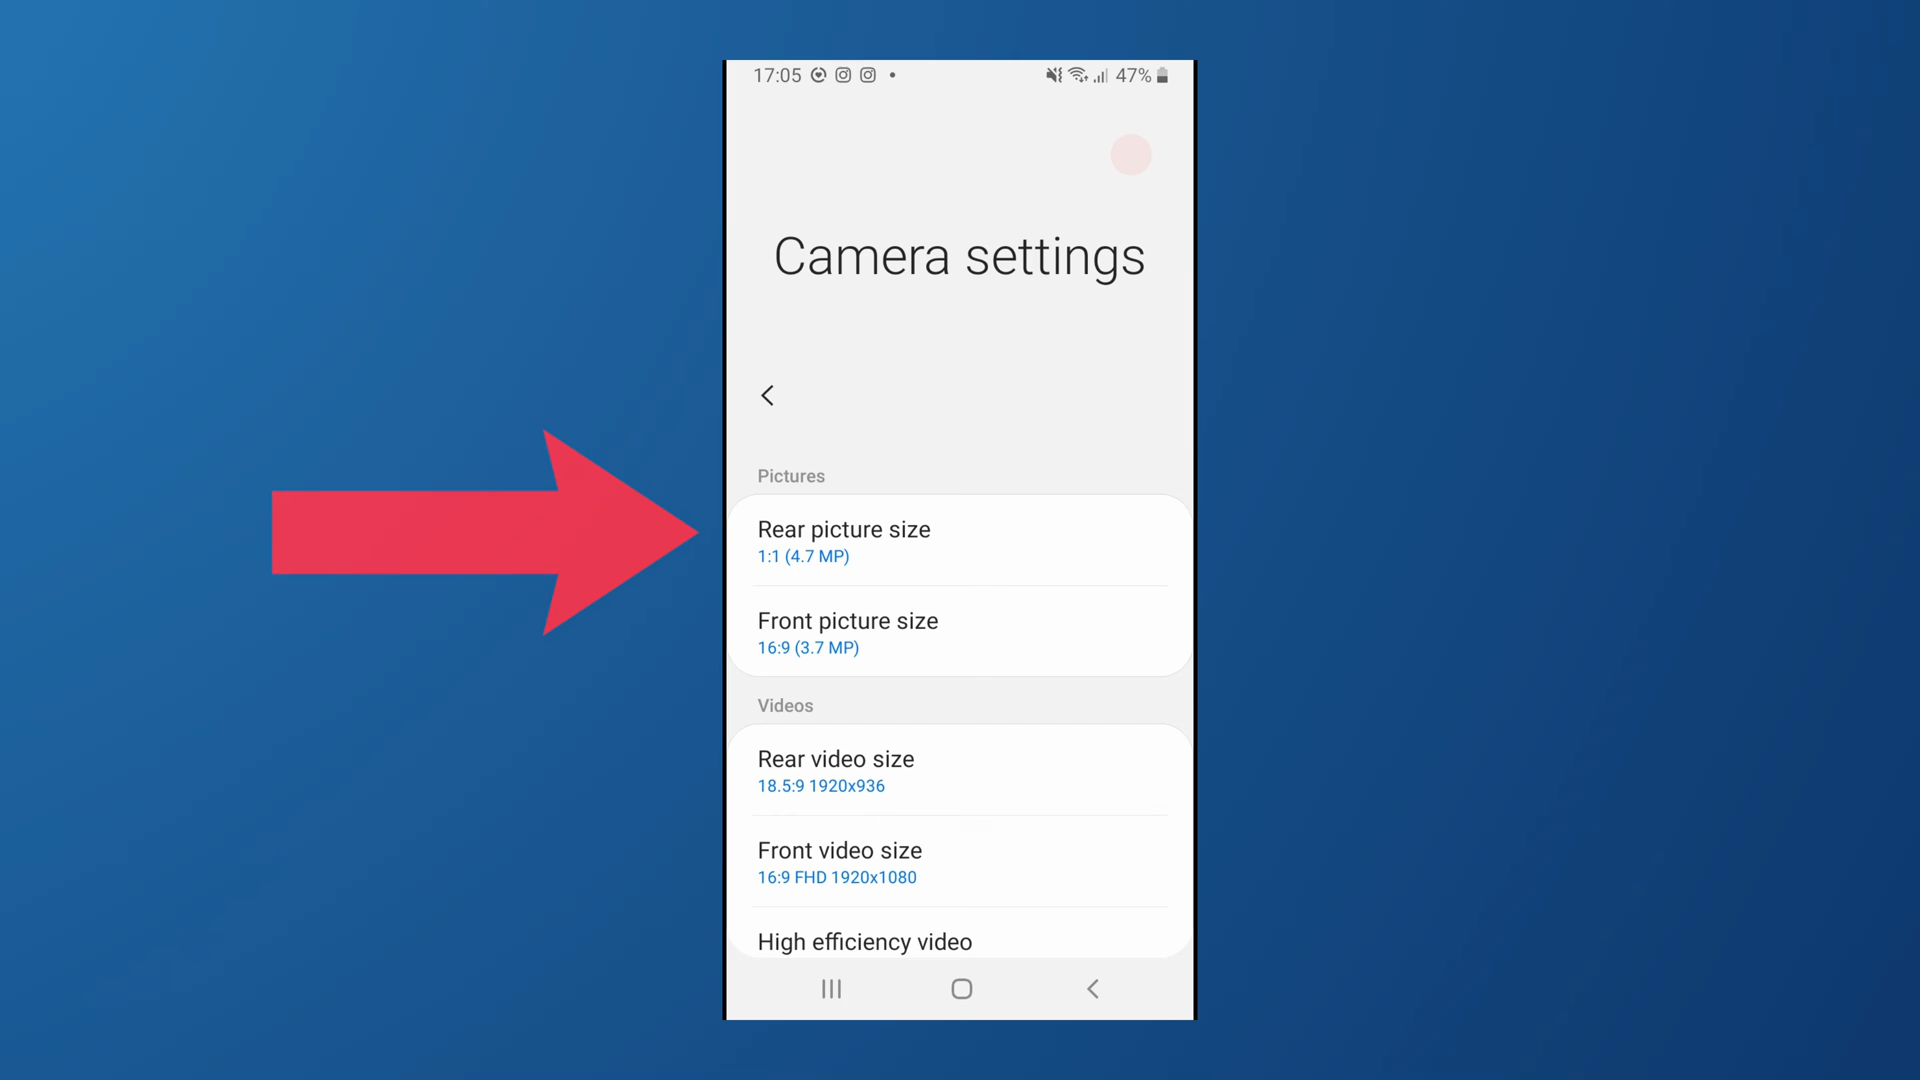 17:05 47%
Camera settings
Pictures
Rear picture size
1:1 (4.7 MP)
Front picture size
16:9 (3.7 MP)
Videos
Rear video size
18.5:9 1920x936
Front video size
16:9 FHD 1920x1080
High efficiency video